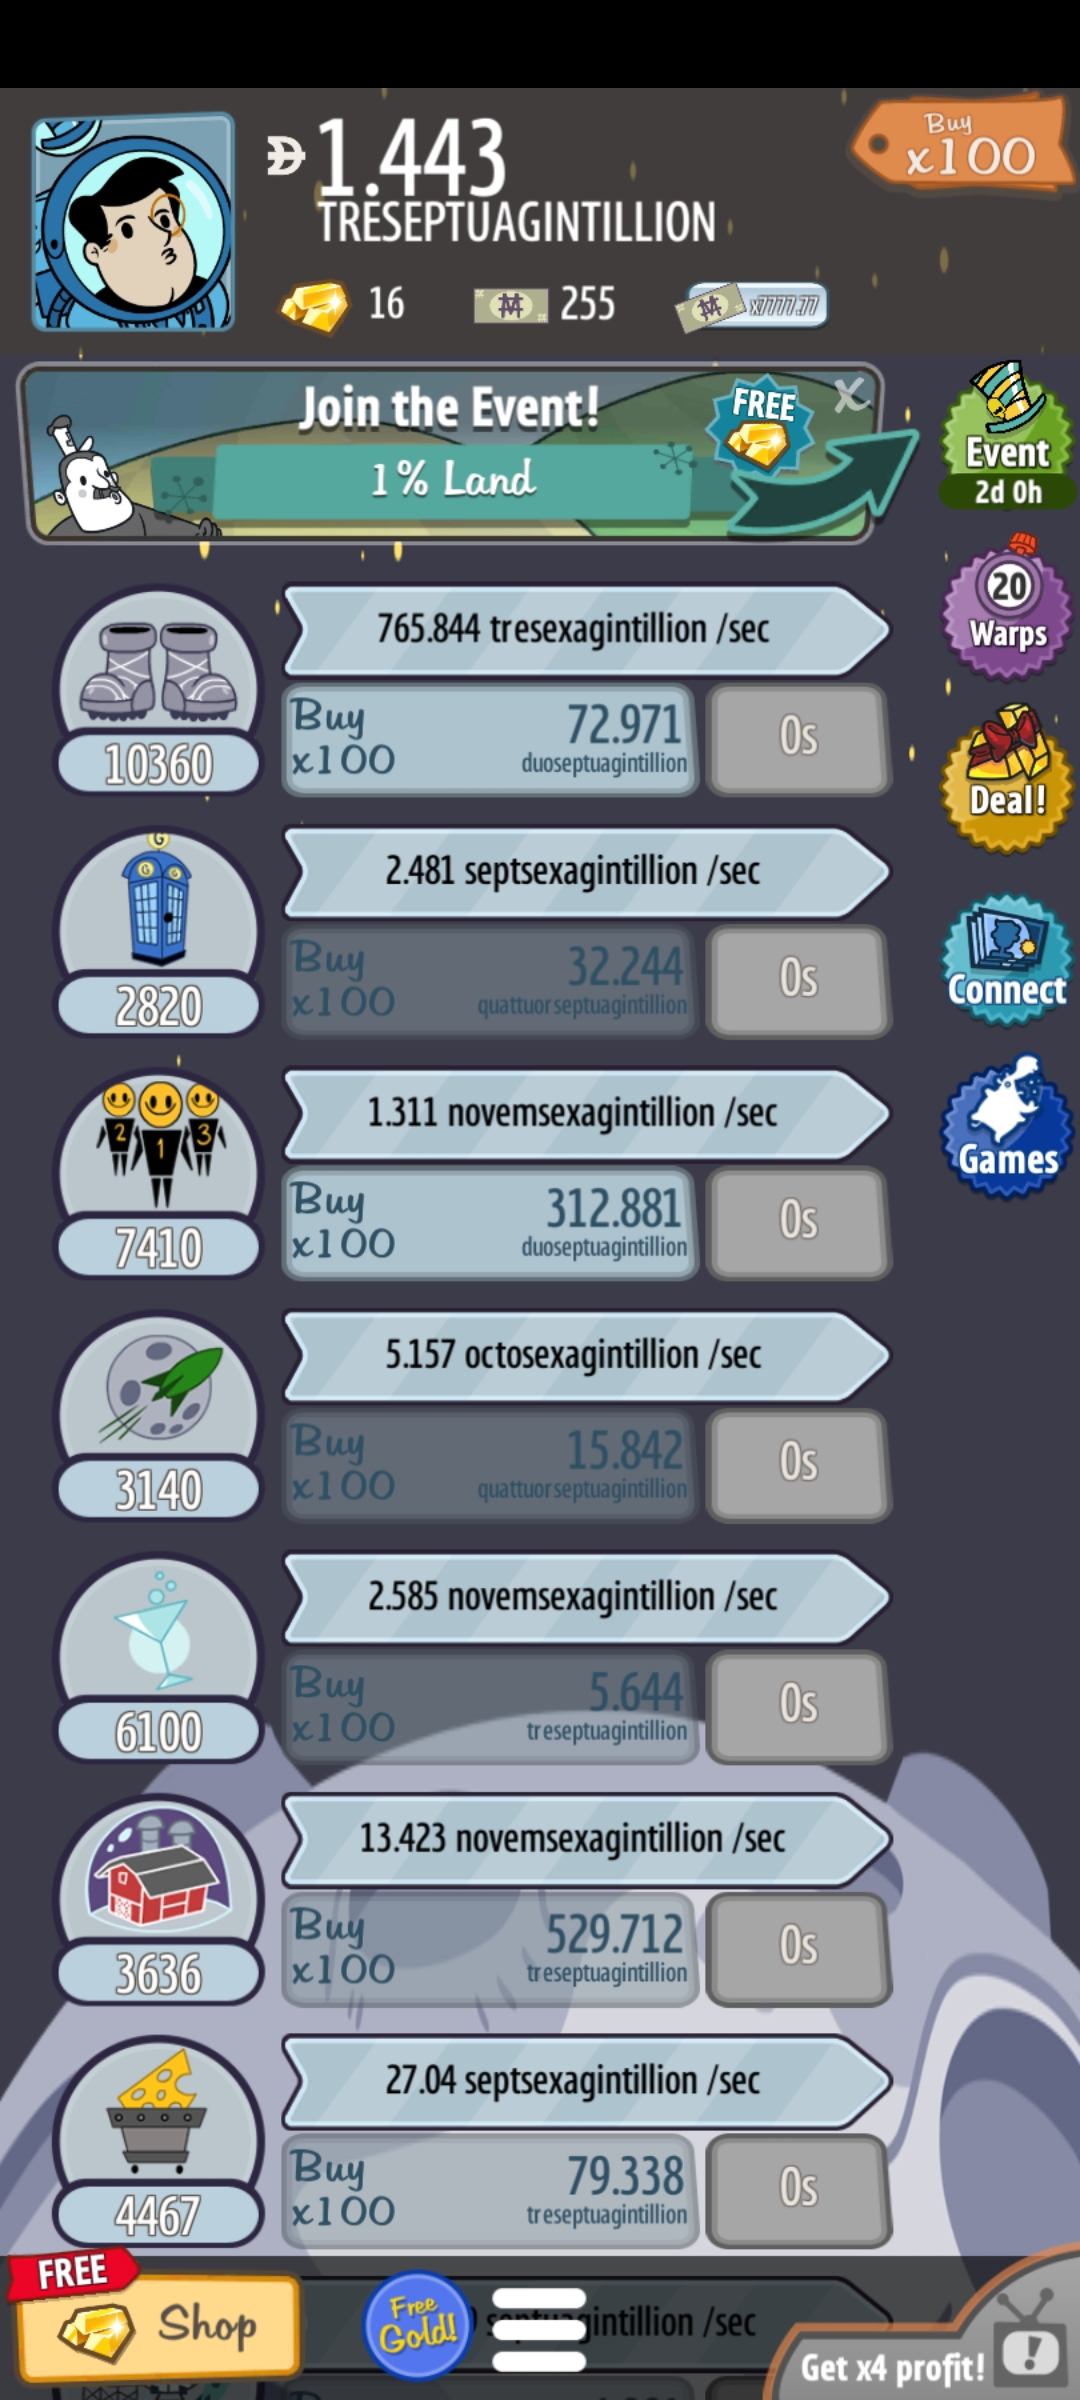 Buy
x100
1.443
TRESEPTUAGINTILLION
16
255
x7777.77
Join the Event!
1% Land
FREE
X
Event
2d 0h
20
Warps
Deal!
Connect
Games
765.844 tresexagintillion /sec
10360
Buy
x100
72.971
duoseptuagintillion
0s
G
G
G
2.481 septsexagintillion /sec
2820
Buy
x100
32.244
quattuorseptuagintillion
0s
2
1
3
1.311 novemsexagintillion /sec
7410
Buy
x100
312.881
duoseptuagintillion
0s
5.157 octosexagintillion /sec
3140
Buy
x100
15.842
quattuorseptuagintillion
0s
2.585 novemsexagintillion /sec
6100
Buy
x100
5.644
treseptuagintillion
0s
13.423 novemsexagintillion /sec
3636
Buy
x100
529.712
treseptuagintillion
0s
27.04 septsexagintillion /sec
4467
Buy
x100
79.338
treseptuagintillion
0s
FREE
Shop
Free
Gold!
septuagintillion /sec
Get x4 profit!
!